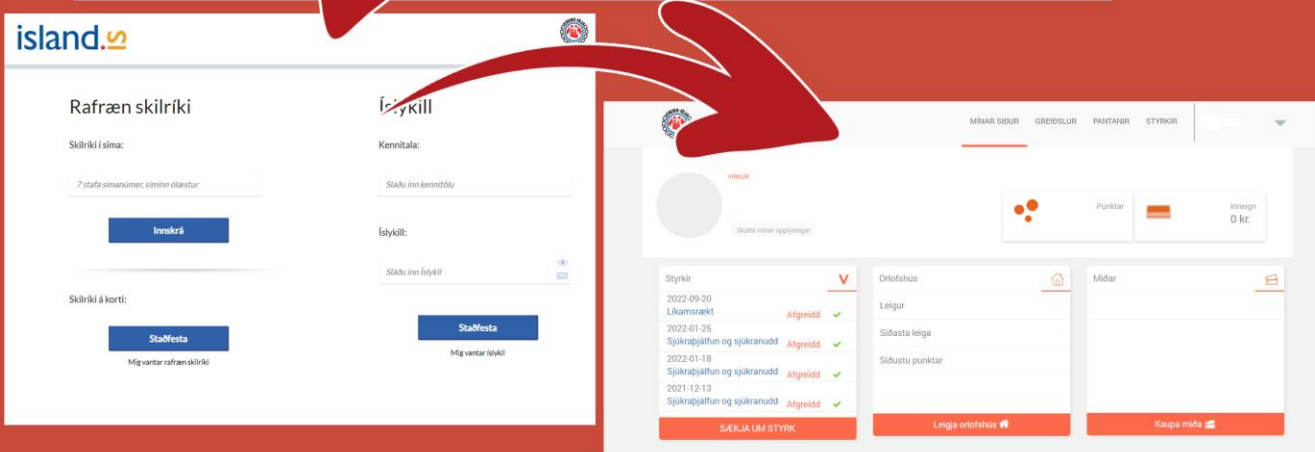 island.is
Rafræn skilríki
Skilríki í síma:
7 stafa símanúmer, síminn ólæstur
Innskrá
Skilríki á korti:
Staðfesta
Mig vantar rafræn skilríki
Íslykill
Kennitala:
Sláðu inn kennitölu
Íslykill:
Sláðu inn Íslykil
Staðfesta
Mig vantar íslykil
MÍNAR SIÐUR GREIÐSLUR PANTANIR STYRKIR
VIRKUR
Skoða mínar upplýsingar
Punktar
Inneign
0 kr.
Styrkir
2022-09-20
Líkamsrækt Afgreidd
2022-01-25
Sjúkraþjálfun og sjúkranudd Afgreidd
2022-01-18
Sjúkraþjálfun og sjúkranudd Afgreidd
2021-12-13
Sjúkraþjálfun og sjúkranudd Afgreidd
SÆKJA UM STYRK
Orlofshús
Leigur
Síðasta leiga
Síðustu punktar
Leigja orlofshús
Miðar
Kaupa miða